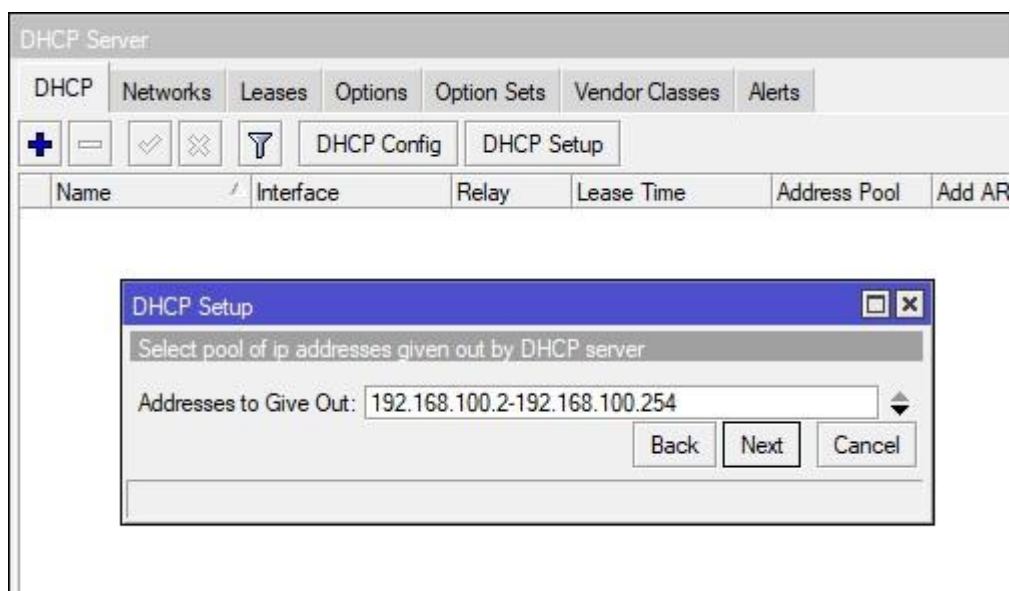 DHCP Server
DHCP Networks Leases Options Option Sets Vendor Classes Alerts
DHCP Config DHCP Setup
Name Interface Relay Lease Time Address Pool Add AR
DHCP Setup
Select pool of ip addresses given out by DHCP server
Addresses to Give Out: 192.168.100.2-192.168.100.254
Back Next Cancel